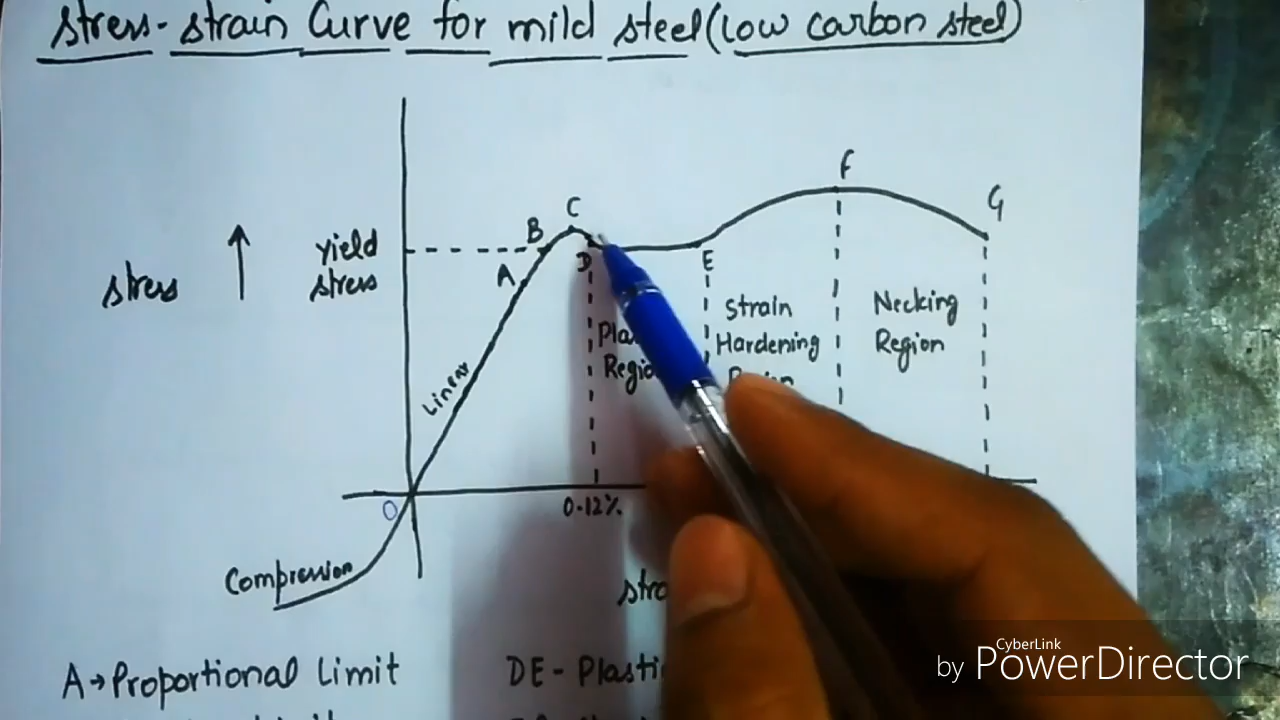 stress-strain Curve for mild steel (Low carbon steel)
F
G
C
B
yield
stress
stress
A
D
E
Strain
Hardening
Necking
Region
Region
Linear
0.12%
O
Compression
A→Proportional Limit
DE-
CyberLink
by PowerDirector